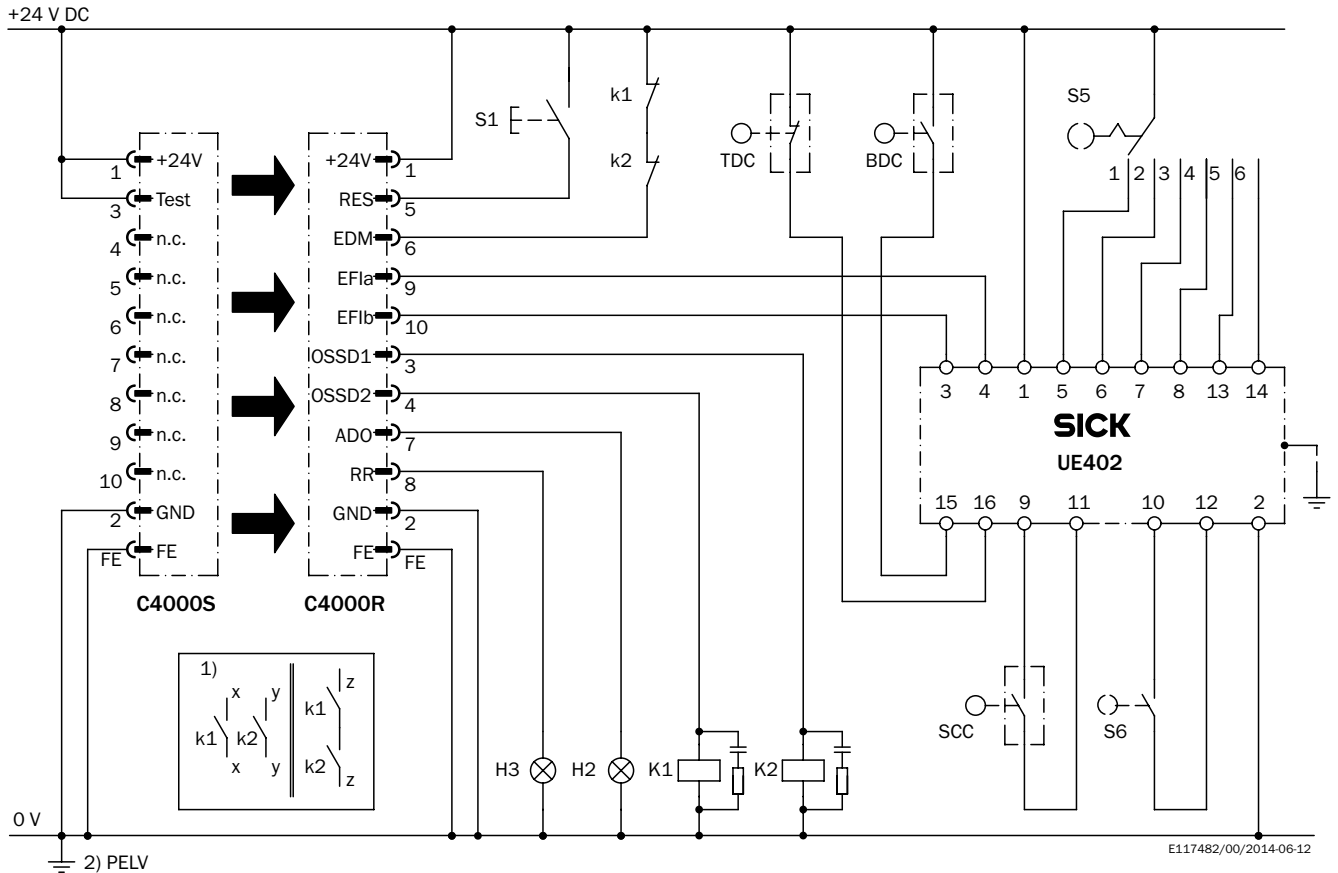 +24 V DC
k1
S1
k2
TDC
BDC
S5
1 2 3 4 5 6
+24V
1
Test
3
n.c.
4
n.c.
5
n.c.
6
n.c.
7
n.c.
8
n.c.
9
n.c.
10
GND
2
FE
FE
C4000S
+24V
1
RES
5
EDM
6
EFIa
9
EFIb
10
OSSD1
3
OSSD2
4
ADO
7
RR
8
GND
2
FE
FE
C4000R
3 4 1 5 6 7 8 13 14
SICK
UE402
15 16 9 11 10 12 2
1)
x y z
k1 k2 k1
x y k2 z
SCC
S6
H3
H2
K1
K2
0 V
2) PELV
E117482/00/2014-06-12